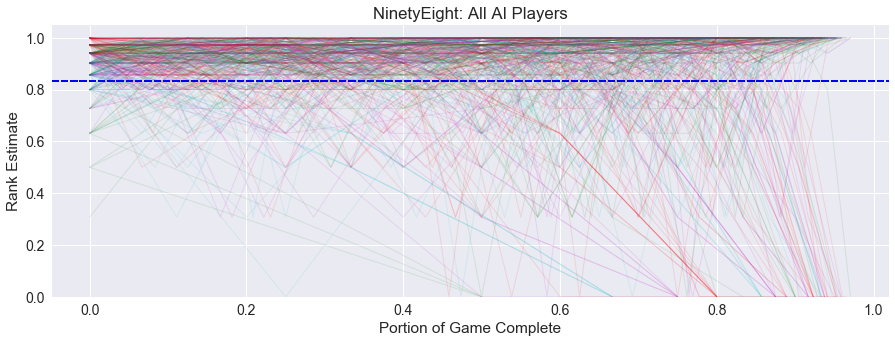 NinetyEight: All AI Players
Rank Estimate
1.0
0.8
0.6
0.4
0.2
0.0
0.0 0.2 0.4 0.6 0.8 1.0
Portion of Game Complete